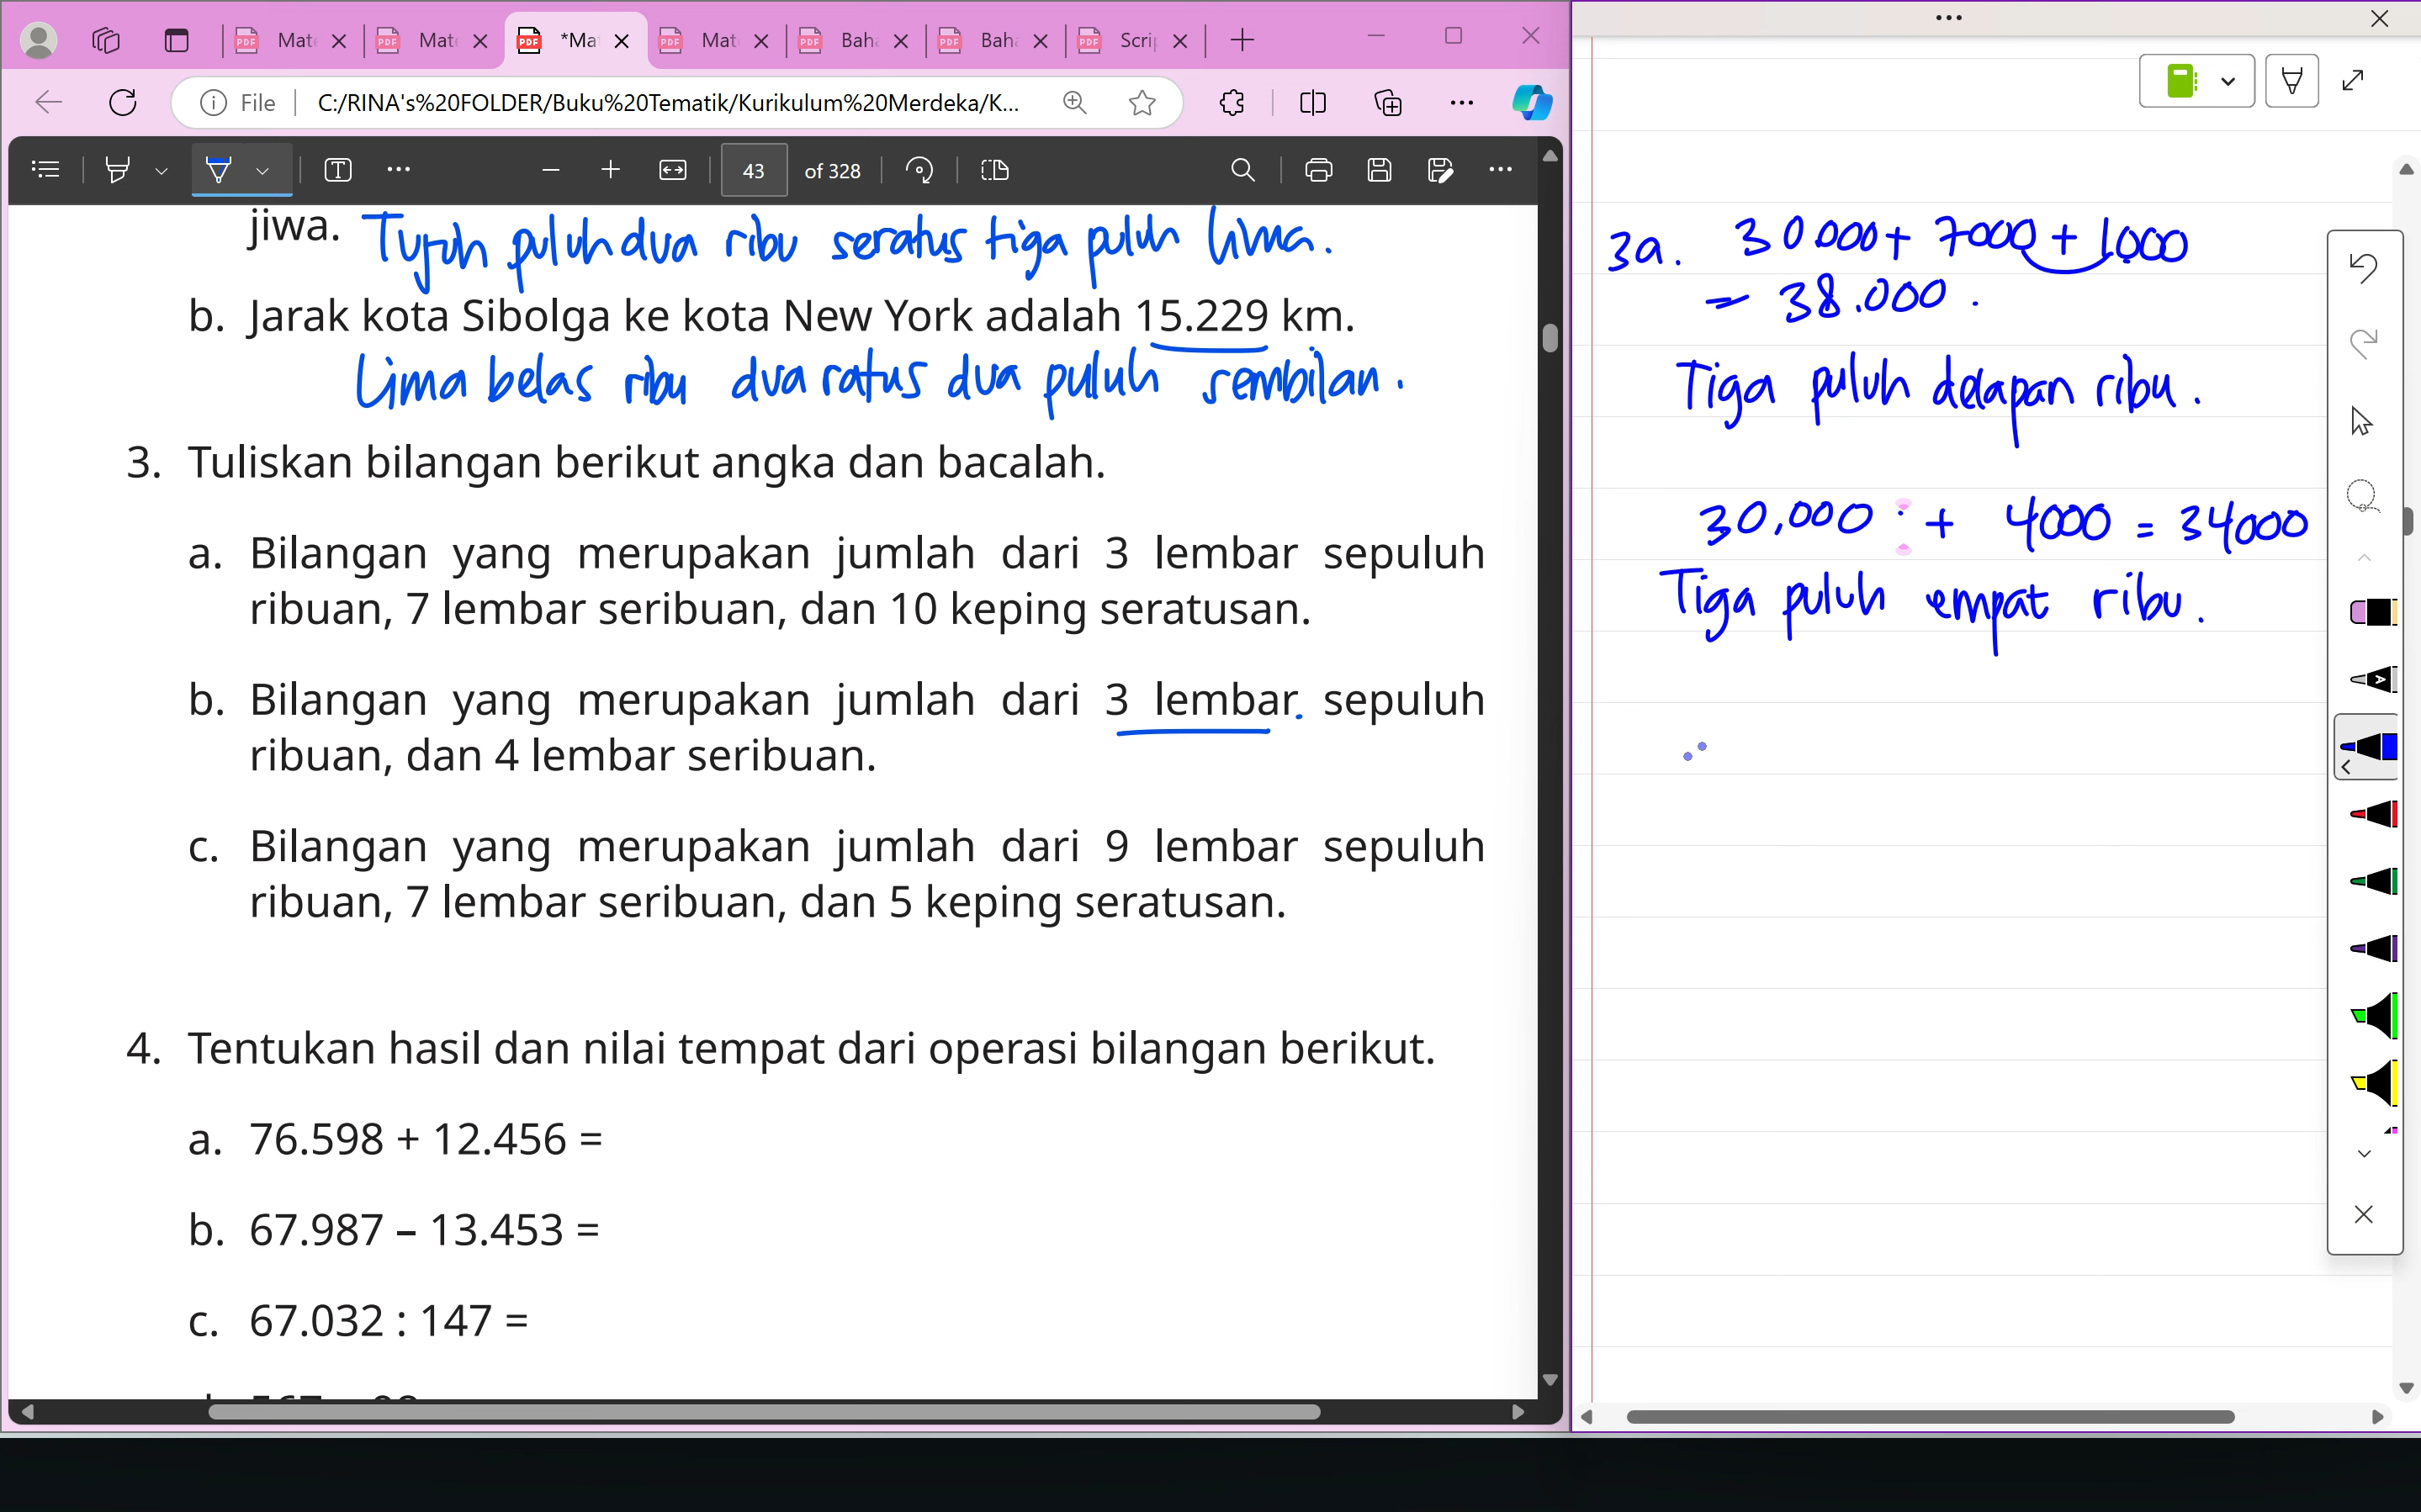 Mat
Mat
*Ma
Mat
Bah
Bah
Scrip
File
C:/RINA's%20FOLDER/Buku%20Tematik/Kurikulum%20Merdeka/K...
43 of 328
jiwa. Tujuh puluh dua ribu seratus tiga puluh lima.
b. Jarak kota Sibolga ke kota New York adalah 15.229 km.
Lima belas ribu dua ratus dua puluh sembilan.
3. Tuliskan bilangan berikut angka dan bacalah.
a. Bilangan yang merupakan jumlah dari 3 lembar sepuluh
ribuan, 7 lembar seribuan, dan 10 keping seratusan.
b. Bilangan yang merupakan jumlah dari 3 lembar sepuluh
ribuan, dan 4 lembar seribuan.
c. Bilangan yang merupakan jumlah dari 9 lembar sepuluh
ribuan, 7 lembar seribuan, dan 5 keping seratusan.
4. Tentukan hasil dan nilai tempat dari operasi bilangan berikut.
a. 76.598 + 12.456 =
b. 67.987 – 13.453 =
c. 67.032 : 147 =
3a. 30.000 + 7000 + 1000
= 38.000.
Tiga puluh delapan ribu.
30,000 + 4000 = 34000
Tiga puluh empat ribu.